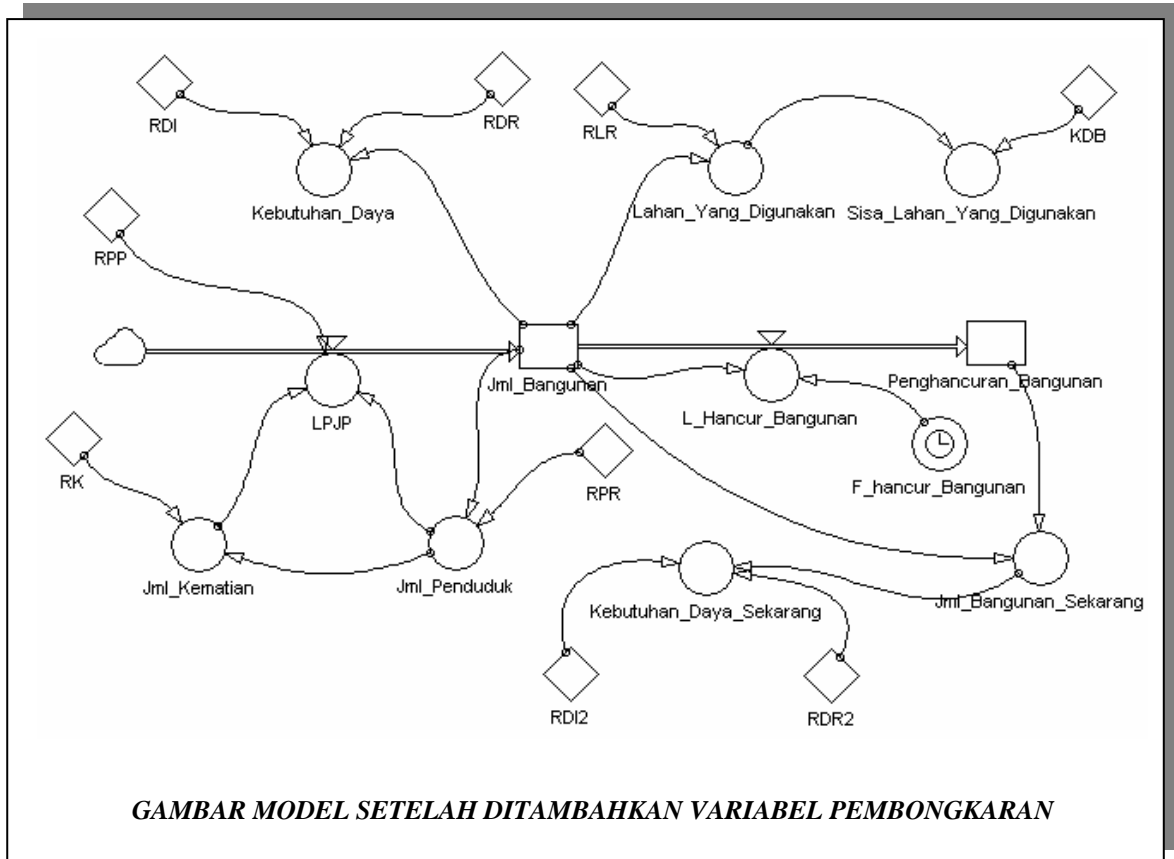 RDI
RDR
RLR
KDB
Kebutuhan_Daya
Lahan_Yang_Digunakan
Sisa_Lahan_Yang_Digunakan
RPP
Jml_Bangunan
Penghancuran_Bangunan
LPJP
L_Hancur_Bangunan
RK
RPR
F_hancur_Bangunan
Jml_Kematian
Jml_Penduduk
Kebutuhan_Daya_Sekarang
Jml_Bangunan_Sekarang
RDI2
RDR2
GAMBAR MODEL SETELAH DITAMBAHKAN VARIABEL PEMBONGKARAN